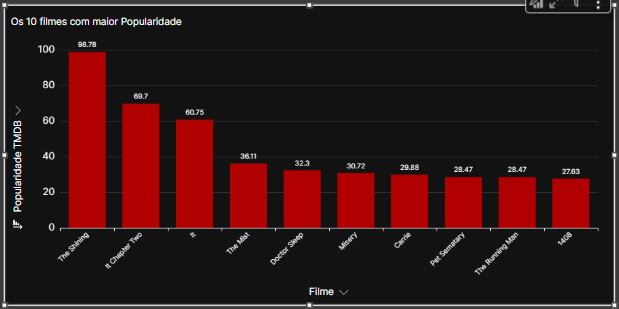 Os 10 filmes com maior Popularidade
Popularidade TMDB
100
80
60
40
20
0
98.78
69.7
60.75
36.11
32.3
30.72
29.88
28.47
28.47
27.63
The Shining
It Chapter Two
It
The Mist
Doctor Sleep
Misery
Carrie
Pet Sematary
The Running Man
1408
Filme